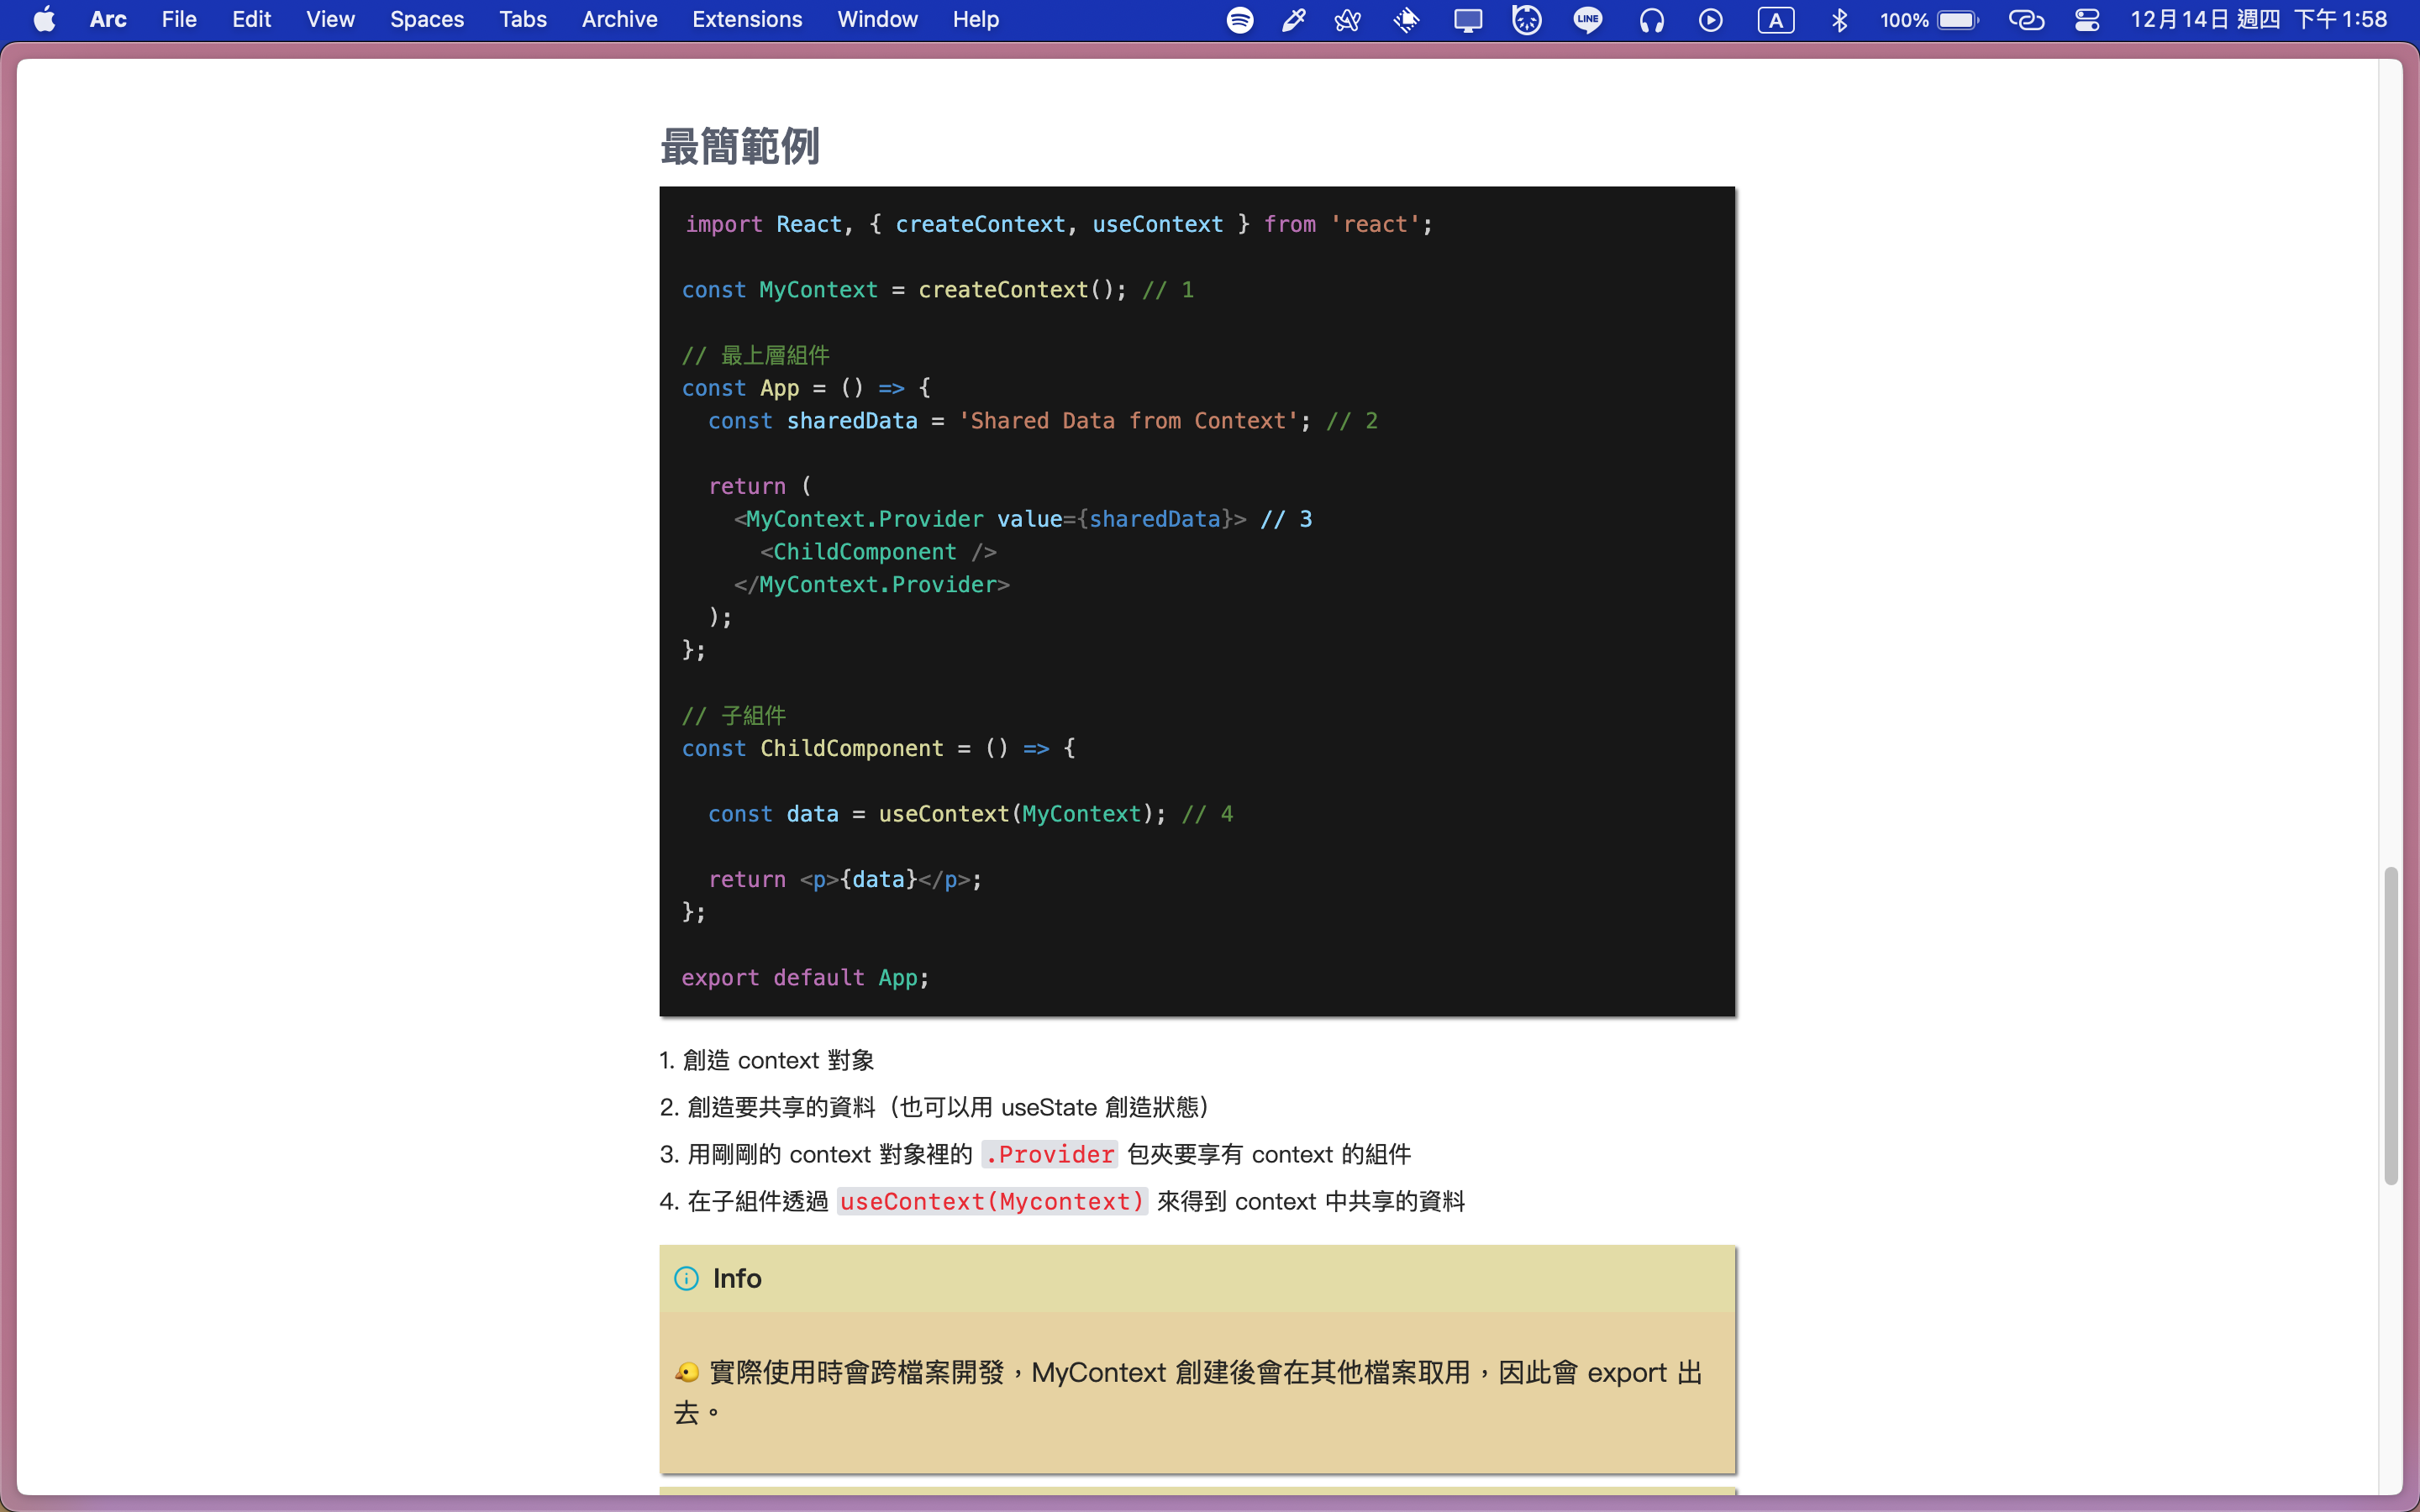 Arc File Edit View Spaces Tabs Archive Extensions Window Help LINE A 100% 12月14日 週四 下午1:58
最簡範例
import React, { createContext, useContext } from 'react';
const MyContext = createContext(); // 1
// 最上層組件
const App = () => {
  const sharedData = 'Shared Data from Context'; // 2
  return (
    <MyContext.Provider value={sharedData}> // 3
      <ChildComponent />
    </MyContext.Provider>
  );
};
// 子組件
const ChildComponent = () => {
  const data = useContext(MyContext); // 4
  return <p>{data}</p>;
};
export default App;
1. 創造 context 對象
2. 創造要共享的資料（也可以用 useState 創造狀態）
3. 用剛剛的 context 對象裡的 .Provider 包夾要享有 context 的組件
4. 在子組件透過 useContext(Mycontext) 來得到 context 中共享的資料
Info
🐤 實際使用時會跨檔案開發，MyContext 創建後會在其他檔案取用，因此會 export 出
去。